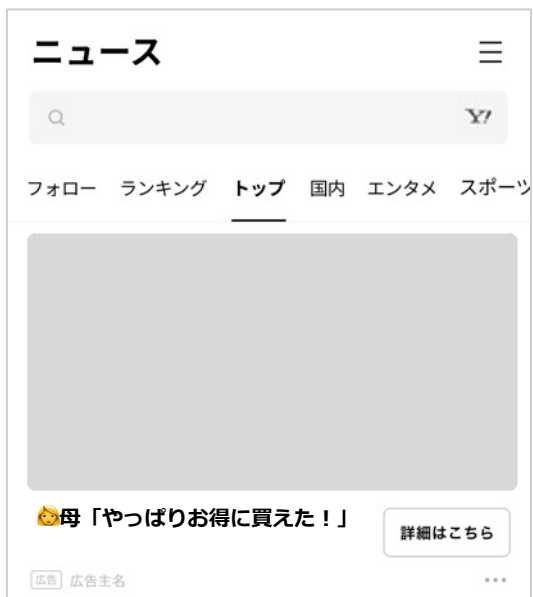 ニュース
Y!
フォロー ランキング トップ 国内 エンタメ スポーツ
👩母「やっぱりお得に買えた！」
詳細はこちら
広告 広告主名